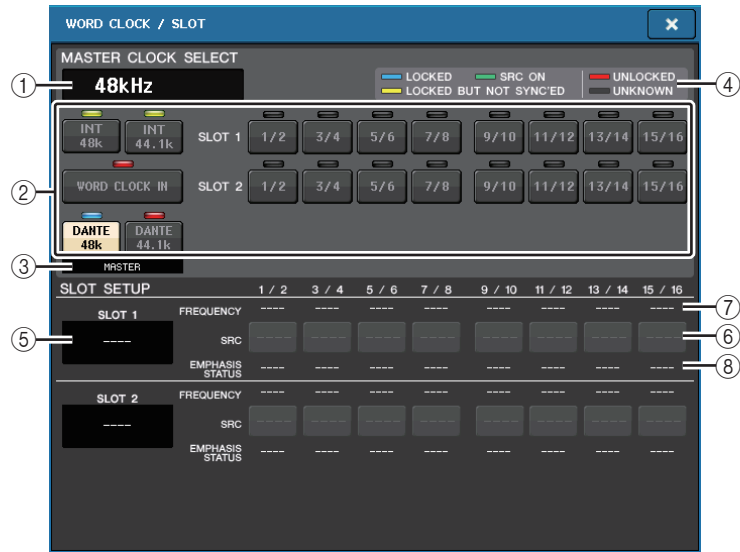 WORD CLOCK / SLOT ×
MASTER CLOCK SELECT
① 48kHz
LOCKED SRC ON UNLOCKED ④
LOCKED BUT NOT SYNC'ED UNKNOWN
INT 48k INT 44.1k SLOT 1 1/2 3/4 5/6 7/8 9/10 11/12 13/14 15/16
② WORD CLOCK IN SLOT 2 1/2 3/4 5/6 7/8 9/10 11/12 13/14 15/16
DANTE 48k DANTE 44.1k
③ MASTER
SLOT SETUP 1 / 2 3 / 4 5 / 6 7 / 8 9 / 10 11 / 12 13 / 14 15 / 16
SLOT 1 FREQUENCY ---- ---- ---- ---- ---- ---- ---- ---- ⑦
⑤ ---- SRC ---- ---- ---- ---- ---- ---- ---- ---- ⑥
EMPHASIS STATUS ---- ---- ---- ---- ---- ---- ---- ---- ⑧
SLOT 2 FREQUENCY ---- ---- ---- ---- ---- ---- ---- ----
---- SRC ---- ---- ---- ---- ---- ---- ---- ----
EMPHASIS STATUS ---- ---- ---- ---- ---- ---- ---- ----